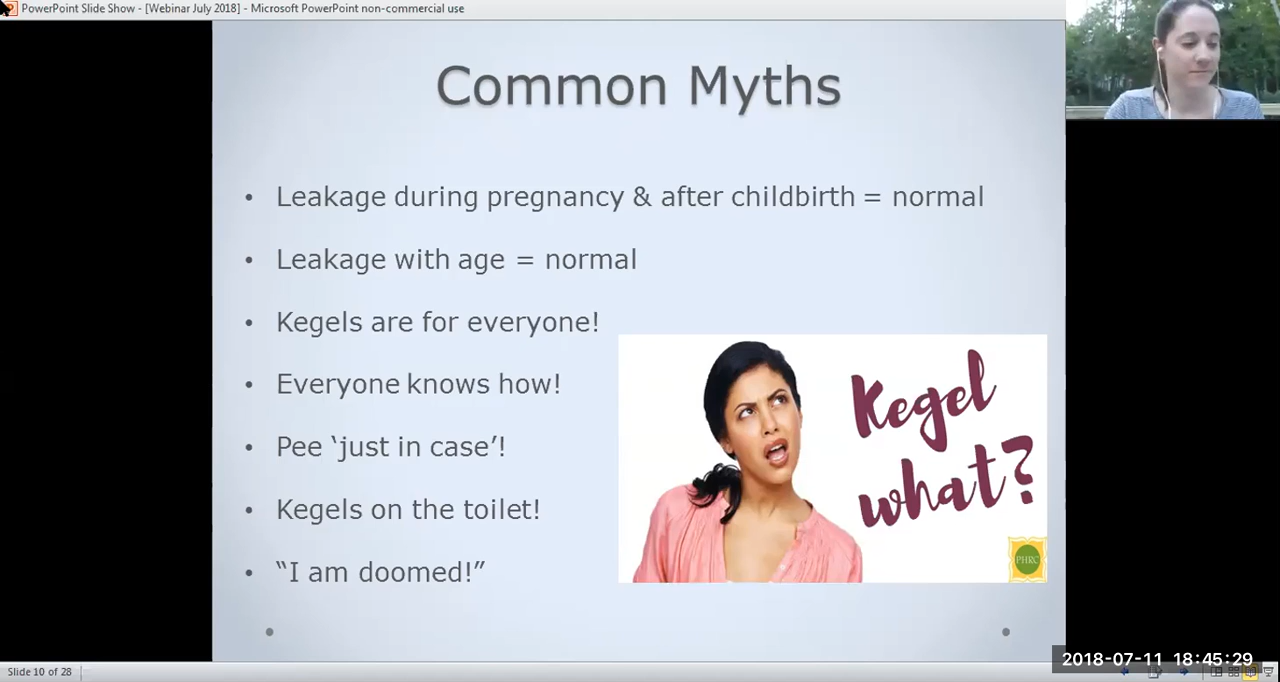 PowerPoint Slide Show - [Webinar July 2018] - Microsoft PowerPoint non-commercial use
Common Myths
• Leakage during pregnancy & after childbirth = normal
• Leakage with age = normal
• Kegels are for everyone!
• Everyone knows how!
• Pee ‘just in case’!
• Kegels on the toilet!
• “I am doomed!”
Kegel
what?
PHRC
2018-07-11 18:45:29
Slide 10 of 28